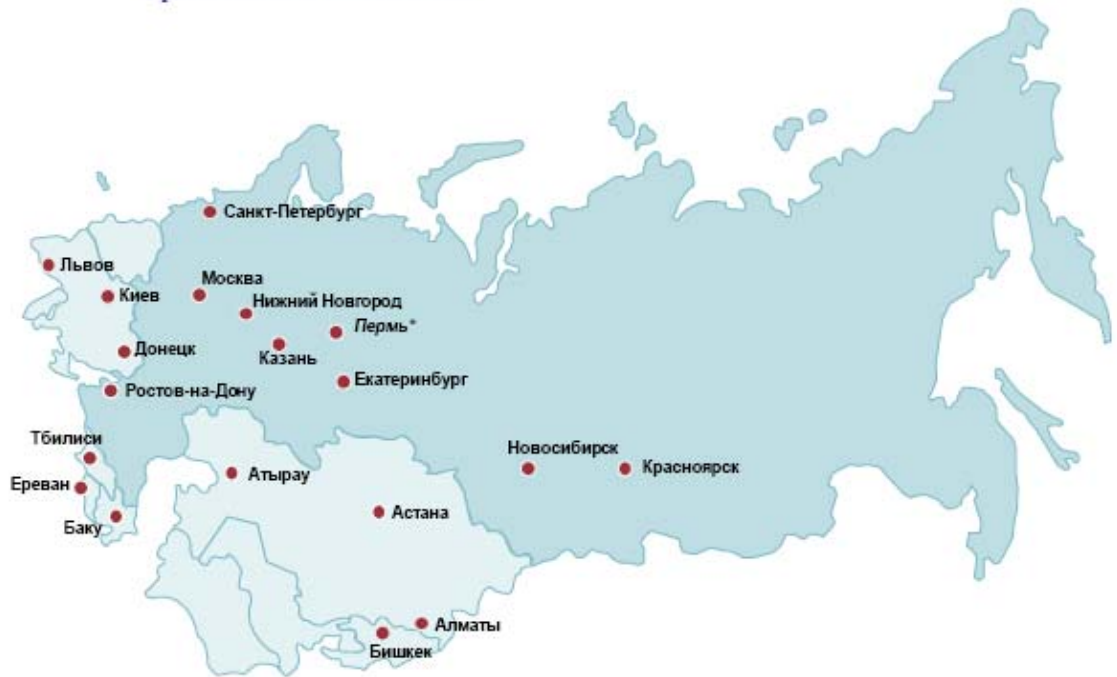 Санкт-Петербург
Львов
Москва
Киев
Нижний Новгород
Пермь*
Донецк
Казань
Екатеринбург
Ростов-на-Дону
Тбилиси
Новосибирск
Красноярск
Атырау
Ереван
Астана
Баку
Алматы
Бишкек